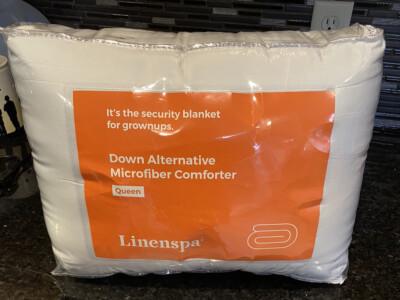 It's the security blanket
for grownups.
Down Alternative
Microfiber Comforter
Queen
Linenspa